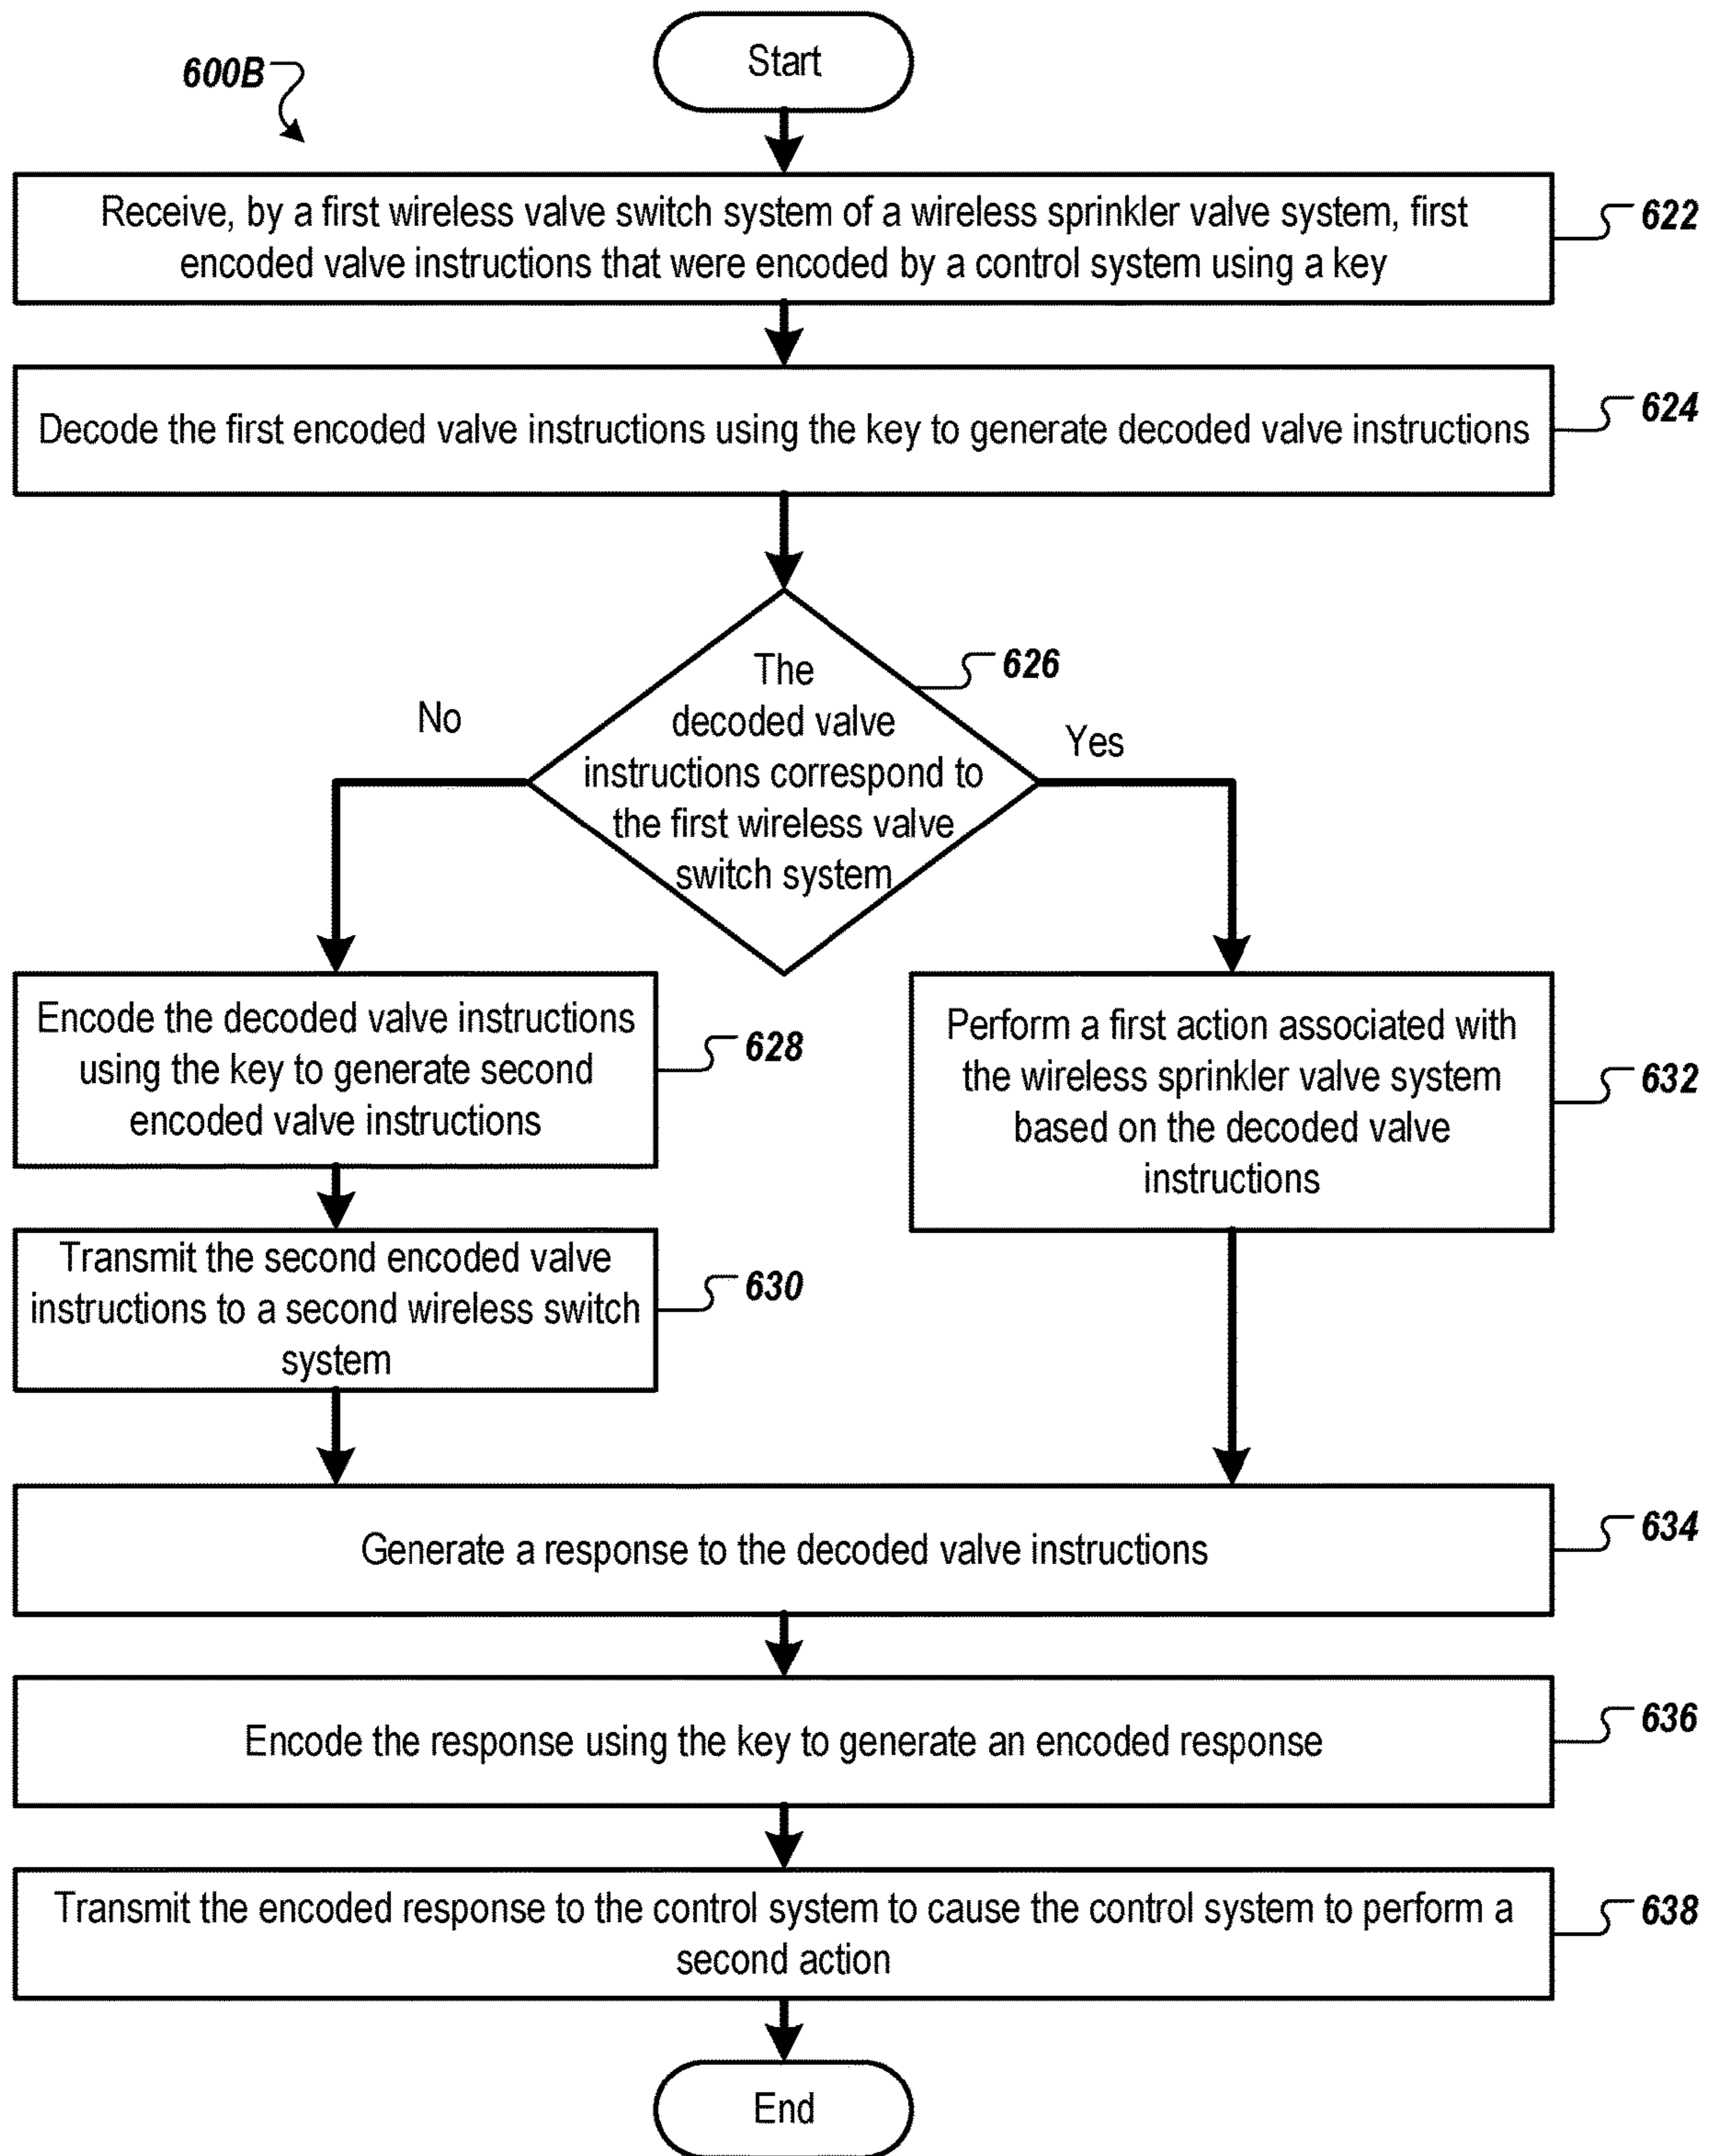 Start
600B
Receive, by a first wireless valve switch system of a wireless sprinkler valve system, first
encoded valve instructions that were encoded by a control system using a key
622
Decode the first encoded valve instructions using the key to generate decoded valve instructions
624
The
decoded valve
instructions correspond to
the first wireless valve
switch system
626
No
Yes
Encode the decoded valve instructions
using the key to generate second
encoded valve instructions
628
Perform a first action associated with
the wireless sprinkler valve system
based on the decoded valve
instructions
632
Transmit the second encoded valve
instructions to a second wireless switch
system
630
Generate a response to the decoded valve instructions
634
Encode the response using the key to generate an encoded response
636
Transmit the encoded response to the control system to cause the control system to perform a
second action
638
End